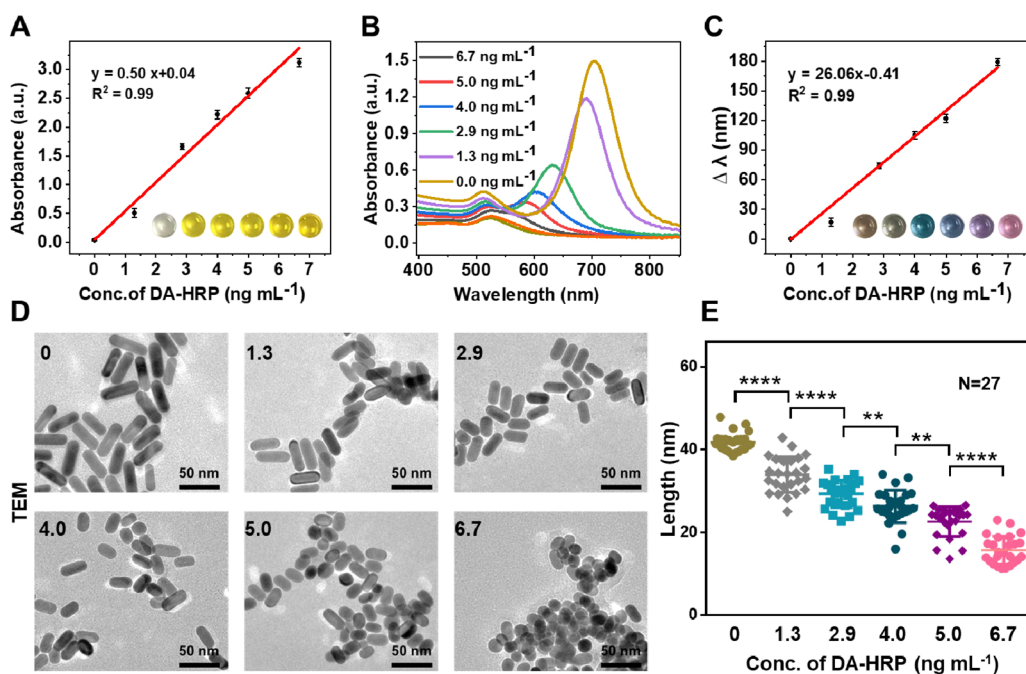 A
y = 0.50 x+0.04
R² = 0.99
Absorbance (a.u.)
3.0
2.5
2.0
1.5
1.0
0.5
0.0
0 1 2 3 4 5 6 7
Conc.of DA-HRP (ng mL⁻¹)
B
6.7 ng mL⁻¹
5.0 ng mL⁻¹
4.0 ng mL⁻¹
2.9 ng mL⁻¹
1.3 ng mL⁻¹
0.0 ng mL⁻¹
Absorbance (a.u.)
1.5
1.2
0.9
0.6
0.3
0.0
400 500 600 700 800
Wavelength (nm)
C
y = 26.06x-0.41
R² = 0.99
Δ λ (nm)
180
150
120
90
60
30
0
0 1 2 3 4 5 6 7
Conc.of DA-HRP (ng mL⁻¹)
D
TEM
0
50 nm
1.3
50 nm
2.9
50 nm
4.0
50 nm
5.0
50 nm
6.7
50 nm
E
N=27
**** **** ** ** ****
Length (nm)
60
40
20
0
0 1.3 2.9 4.0 5.0 6.7
Conc. of DA-HRP (ng mL⁻¹)